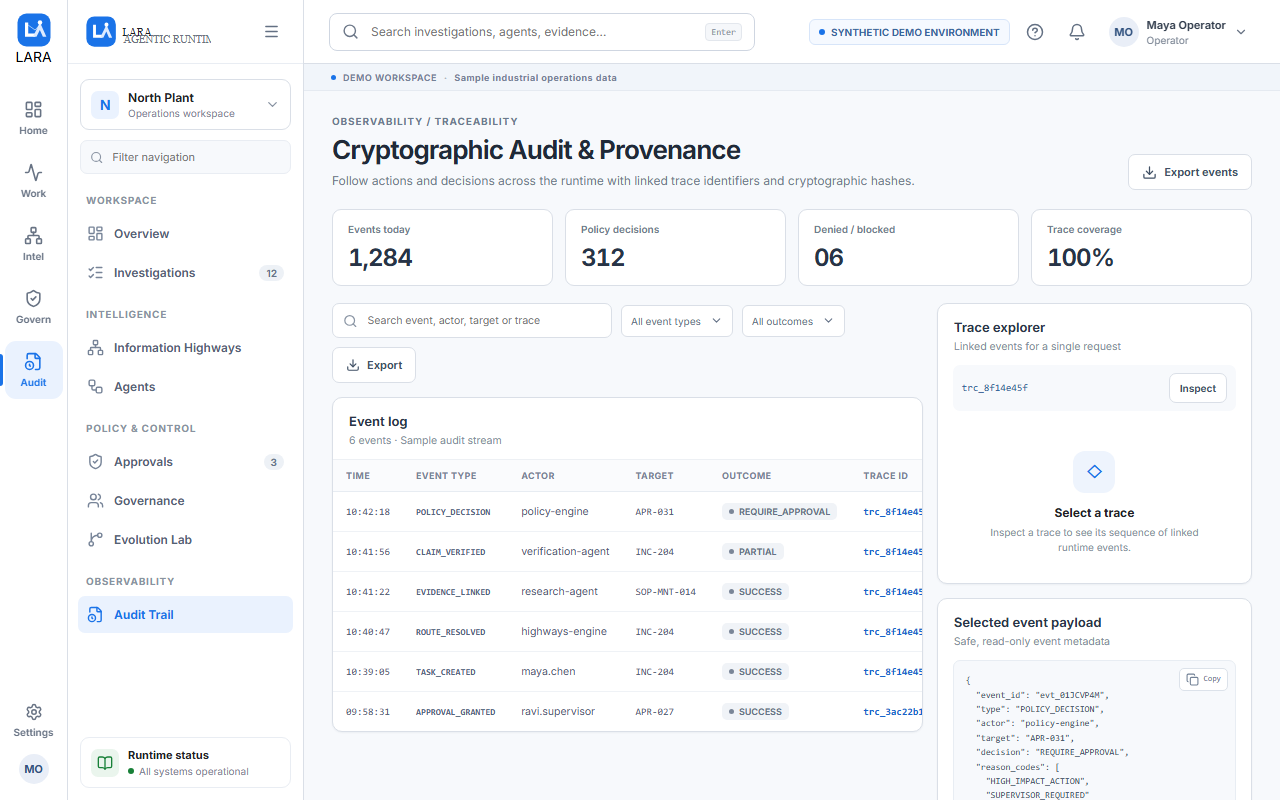 LARA
Home
Work
Intel
Govern
Audit
Settings
MO
LARA
AGENTIC RUNTIM
N
North Plant
Operations workspace
Filter navigation
WORKSPACE
Overview
Investigations
12
INTELLIGENCE
Information Highways
Agents
POLICY & CONTROL
Approvals
3
Governance
Evolution Lab
OBSERVABILITY
Audit Trail
Runtime status
All systems operational
Search investigations, agents, evidence...
Enter
SYNTHETIC DEMO ENVIRONMENT
MO
Maya Operator
Operator
DEMO WORKSPACE · Sample industrial operations data
OBSERVABILITY / TRACEABILITY
Cryptographic Audit & Provenance
Follow actions and decisions across the runtime with linked trace identifiers and cryptographic hashes.
Export events
Events today
1,284
Policy decisions
312
Denied / blocked
06
Trace coverage
100%
Search event, actor, target or trace
All event types
All outcomes
Export
Event log
6 events · Sample audit stream
TIME EVENT TYPE ACTOR TARGET OUTCOME TRACE ID
10:42:18 POLICY_DECISION policy-engine APR-031 REQUIRE_APPROVAL trc_8f14e45
10:41:56 CLAIM_VERIFIED verification-agent INC-204 PARTIAL trc_8f14e45
10:41:22 EVIDENCE_LINKED research-agent SOP-MNT-014 SUCCESS trc_8f14e45
10:40:47 ROUTE_RESOLVED highways-engine INC-204 SUCCESS trc_8f14e45
10:39:05 TASK_CREATED maya.chen INC-204 SUCCESS trc_8f14e45
09:58:31 APPROVAL_GRANTED ravi.supervisor APR-027 SUCCESS trc_3ac22b1
Trace explorer
Linked events for a single request
trc_8f14e45f
Inspect
Select a trace
Inspect a trace to see its sequence of linked
runtime events.
Selected event payload
Safe, read-only event metadata
Copy
{
"event_id": "evt_01JCVP4M",
"type": "POLICY_DECISION",
"actor": "policy-engine",
"target": "APR-031",
"decision": "REQUIRE_APPROVAL",
"reason_codes": [
"HIGH_IMPACT_ACTION",
"SUPERVISOR_REQUIRED"